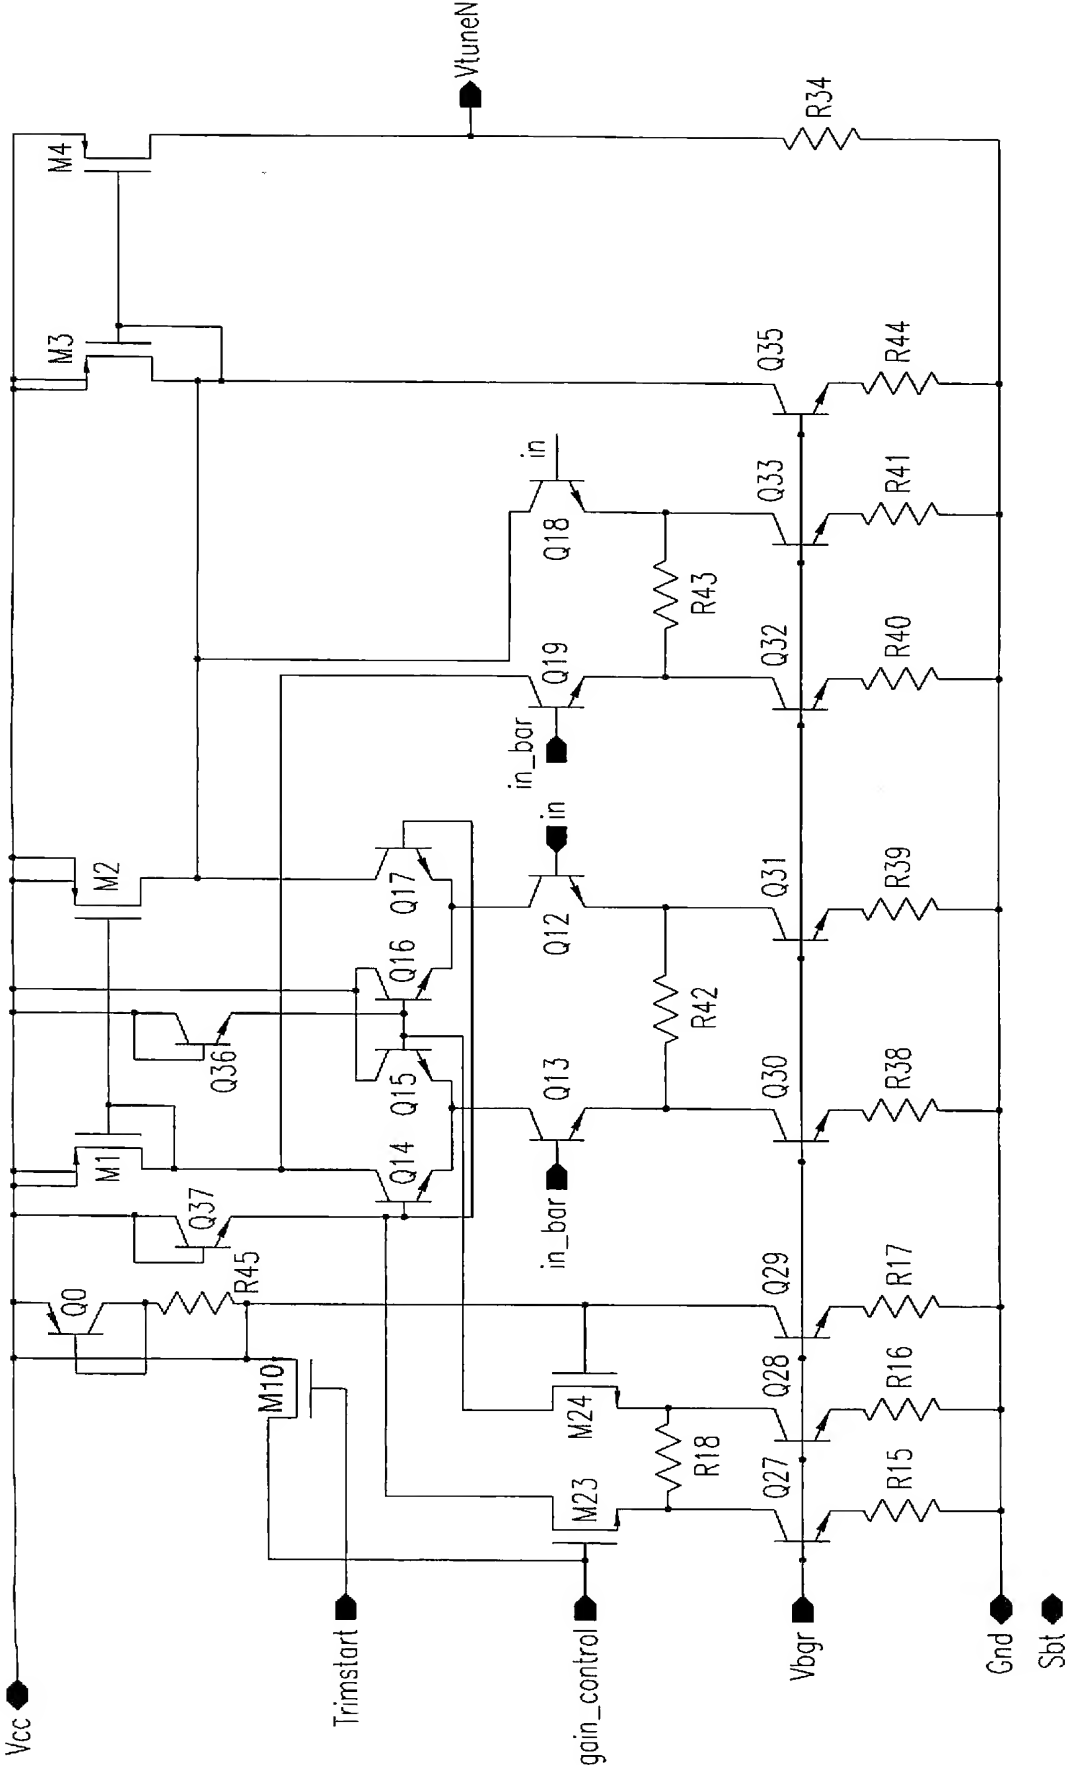 Vcc
Trimstart
gain_control
Vbgr
Gnd
Sbt
Q0
M10
R45
Q37
M1
Q36
M2
M3
M4
VtuneN
Q14
Q15
Q16
Q17
M23
M24
R18
in_bar
Q13
Q12
in
R42
in_bar
Q19
Q18
in
R43
Q27
Q28
Q29
Q30
Q31
Q32
Q33
Q35
R34
R15
R16
R17
R38
R39
R40
R41
R44